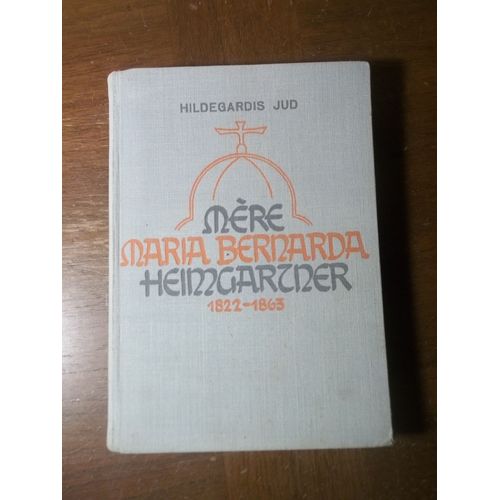 HILDEGARDIS JUD
MÈRE
MARIA BERNARDA
HEIMGARTNER
1822-1863